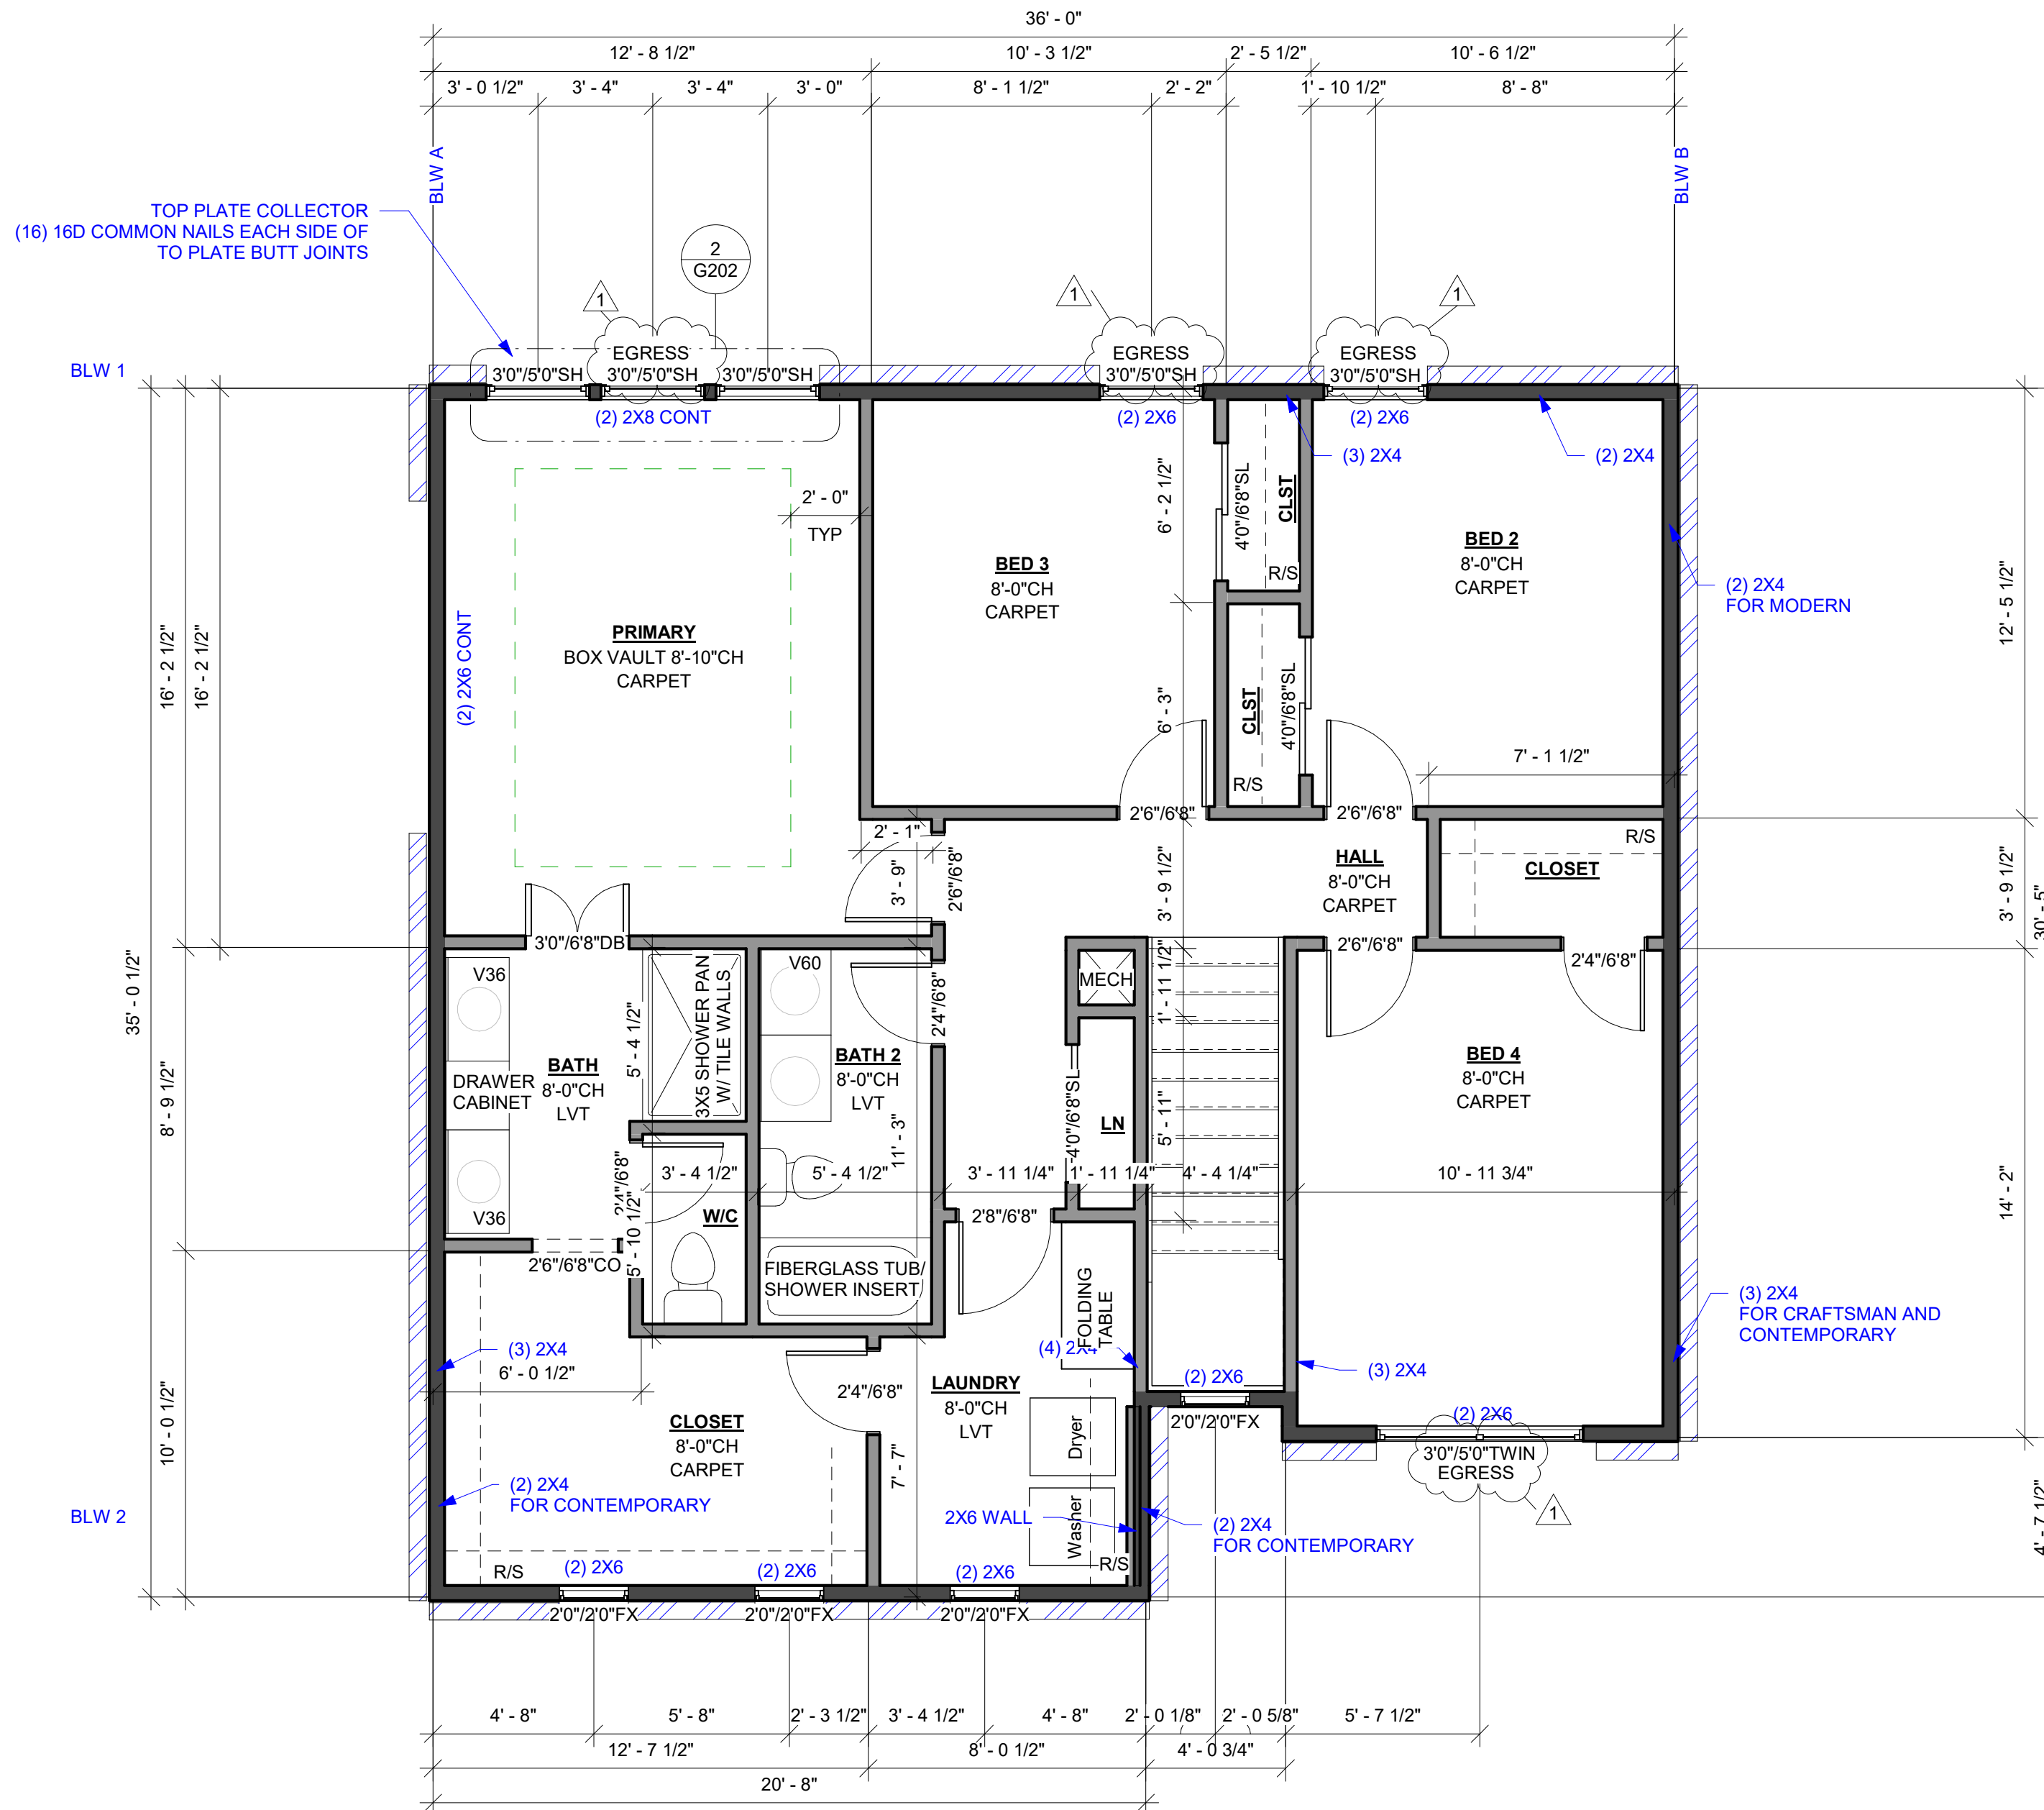 36' - 0"
12' - 8 1/2"
10' - 3 1/2"
2' - 5 1/2"
10' - 6 1/2"
3' - 0 1/2"
3' - 4"
3' - 4"
3' - 0"
8' - 1 1/2"
2' - 2"
1' - 10 1/2"
8' - 8"
BLW A
BLW B
TOP PLATE COLLECTOR
(16) 16D COMMON NAILS EACH SIDE OF
TO PLATE BUTT JOINTS
2
G202
1
1
1
BLW 1
EGRESS
3'0"/5'0"SH
3'0"/5'0"SH
3'0"/5'0"SH
EGRESS
3'0"/5'0"SH
EGRESS
3'0"/5'0"SH
(2) 2X8 CONT
(2) 2X6
(2) 2X6
(3) 2X4
(2) 2X4
2' - 0"
TYP
6' - 2 1/2"
4'0"/6'8"SL
CLST
R/S
BED 2
8'-0"CH
CARPET
BED 3
8'-0"CH
CARPET
(2) 2X4
FOR MODERN
12' - 5 1/2"
PRIMARY
BOX VAULT 8'-10"CH
CARPET
(2) 2X6 CONT
16' - 2 1/2"
16' - 2 1/2"
6' - 3"
CLST
4'0"/6'8"SL
R/S
7' - 1 1/2"
2'6"/6'8"
2'6"/6'8"
2' - 1"
3' - 9"
2'6"/6'8"
3' - 9 1/2"
HALL
8'-0"CH
CARPET
R/S
CLOSET
3' - 9 1/2"
30' - 5"
3'0"/6'8"DB
2'6"/6'8"
2'4"/6'8"
35' - 0 1/2"
V36
3X5 SHOWER PAN
W/ TILE WALLS
V60
2'4"/6'8"
MECH
1' - 11 1/2"
5' - 4 1/2"
BATH
8'-0"CH
LVT
DRAWER
CABINET
BATH 2
8'-0"CH
LVT
11' - 3"
4'0"/6'8"SL
LN
5' - 11"
BED 4
8'-0"CH
CARPET
8' - 9 1/2"
V36
2'4"/6'8"
3' - 4 1/2"
5' - 4 1/2"
3' - 11 1/4"
1' - 11 1/4"
4' - 4 1/4"
10' - 11 3/4"
14' - 2"
W/C
2'8"/6'8"
5' - 10 1/2"
2'6"/6'8"CO
FIBERGLASS TUB/
SHOWER INSERT
FOLDING
TABLE
(3) 2X4
FOR CRAFTSMAN AND
CONTEMPORARY
(3) 2X4
(4) 2X4
(3) 2X4
6' - 0 1/2"
2'4"/6'8"
LAUNDRY
8'-0"CH
LVT
(2) 2X6
2'0"/2'0"FX
(2) 2X6
3'0"/5'0"TWIN
EGRESS
1
CLOSET
8'-0"CH
CARPET
Dryer
10' - 0 1/2"
7' - 7"
(2) 2X4
FOR CONTEMPORARY
BLW 2
2X6 WALL
Washer
(2) 2X4
FOR CONTEMPORARY
4' - 7 1/2"
R/S
(2) 2X6
(2) 2X6
(2) 2X6
R/S
2'0"/2'0"FX
2'0"/2'0"FX
2'0"/2'0"FX
4' - 8"
5' - 8"
2' - 3 1/2"
3' - 4 1/2"
4' - 8"
2' - 0 1/8"
2' - 0 5/8"
5' - 7 1/2"
12' - 7 1/2"
8' - 0 1/2"
4' - 0 3/4"
20' - 8"